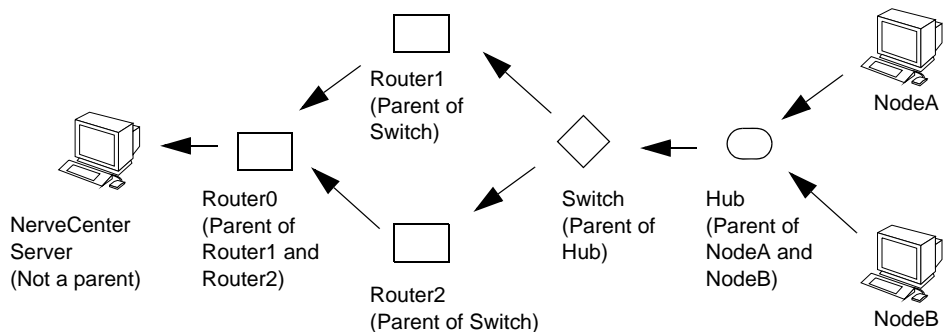 Router1
(Parent of
Switch)
NodeA
NerveCenter
Server
(Not a parent)
Router0
(Parent of
Router1 and
Router2)
Router2
(Parent of Switch)
Switch
(Parent of
Hub)
Hub
(Parent of
NodeA and
NodeB)
NodeB